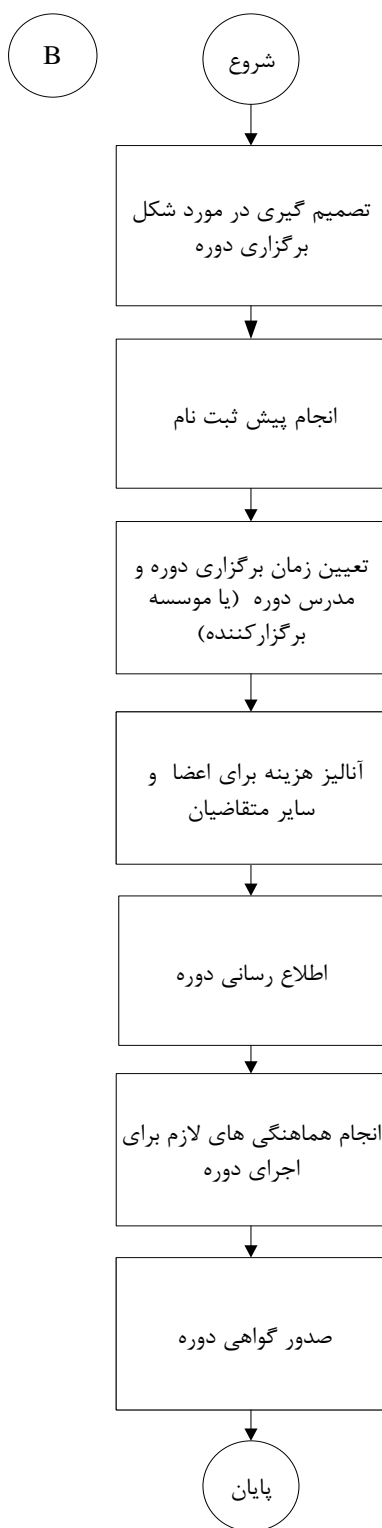 B
شروع
تصمیم گیری در مورد شکل
برگزاری دوره
انجام پیش ثبت نام
تعیین زمان برگزاری دوره و
مدرس دوره (یا موسسه
برگزارکننده)
آنالیز هزینه برای اعضا و
سایر متقاضیان
اطلاع رسانی دوره
انجام هماهنگی های لازم برای
اجرای دوره
صدور گواهی دوره
پایان